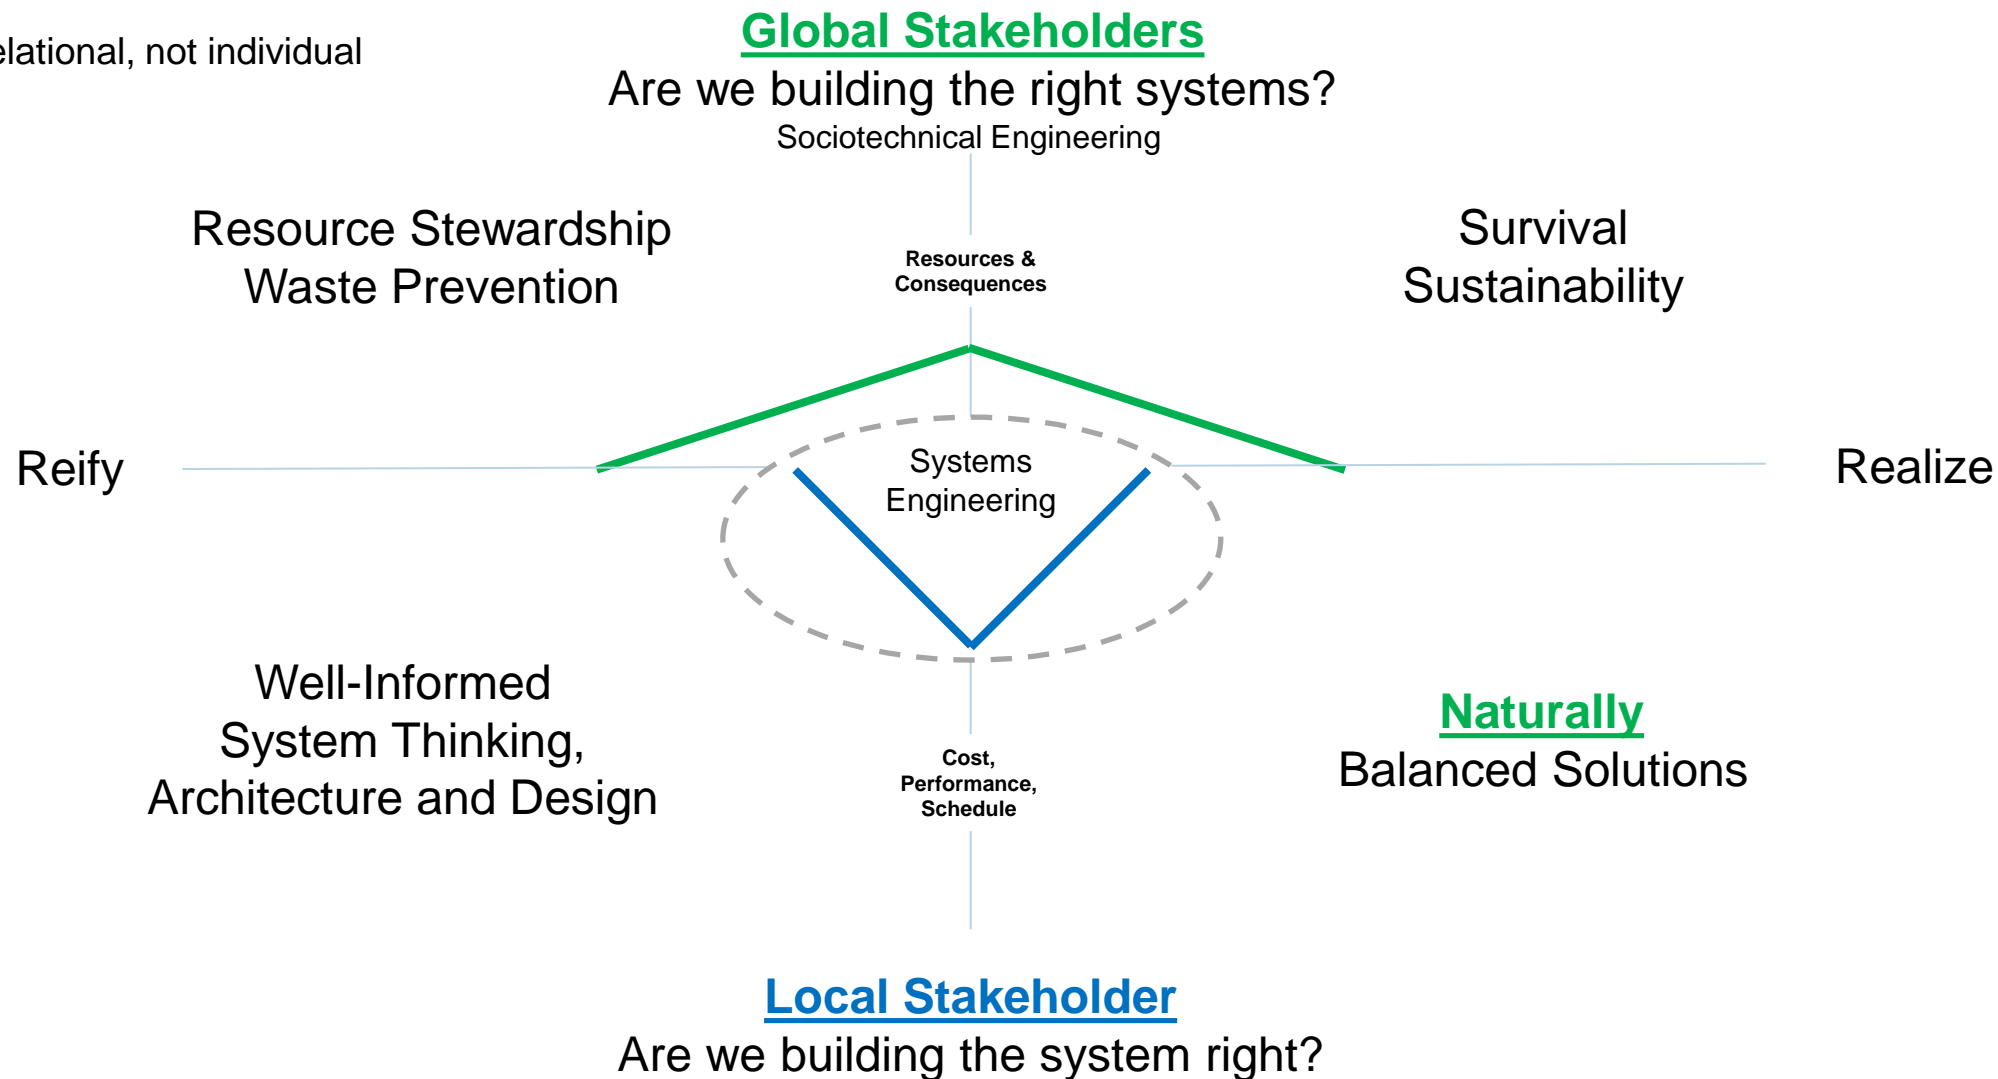 Global Stakeholders
elational, not individual
Are we building the right systems?
Sociotechnical Engineering
Resource Stewardship
Waste Prevention
Resources &
Consequences
Survival
Sustainability
Reify
Systems
Engineering
Realize
Well-Informed
System Thinking,
Architecture and Design
Cost,
Performance,
Schedule
Naturally
Balanced Solutions
Local Stakeholder
Are we building the system right?